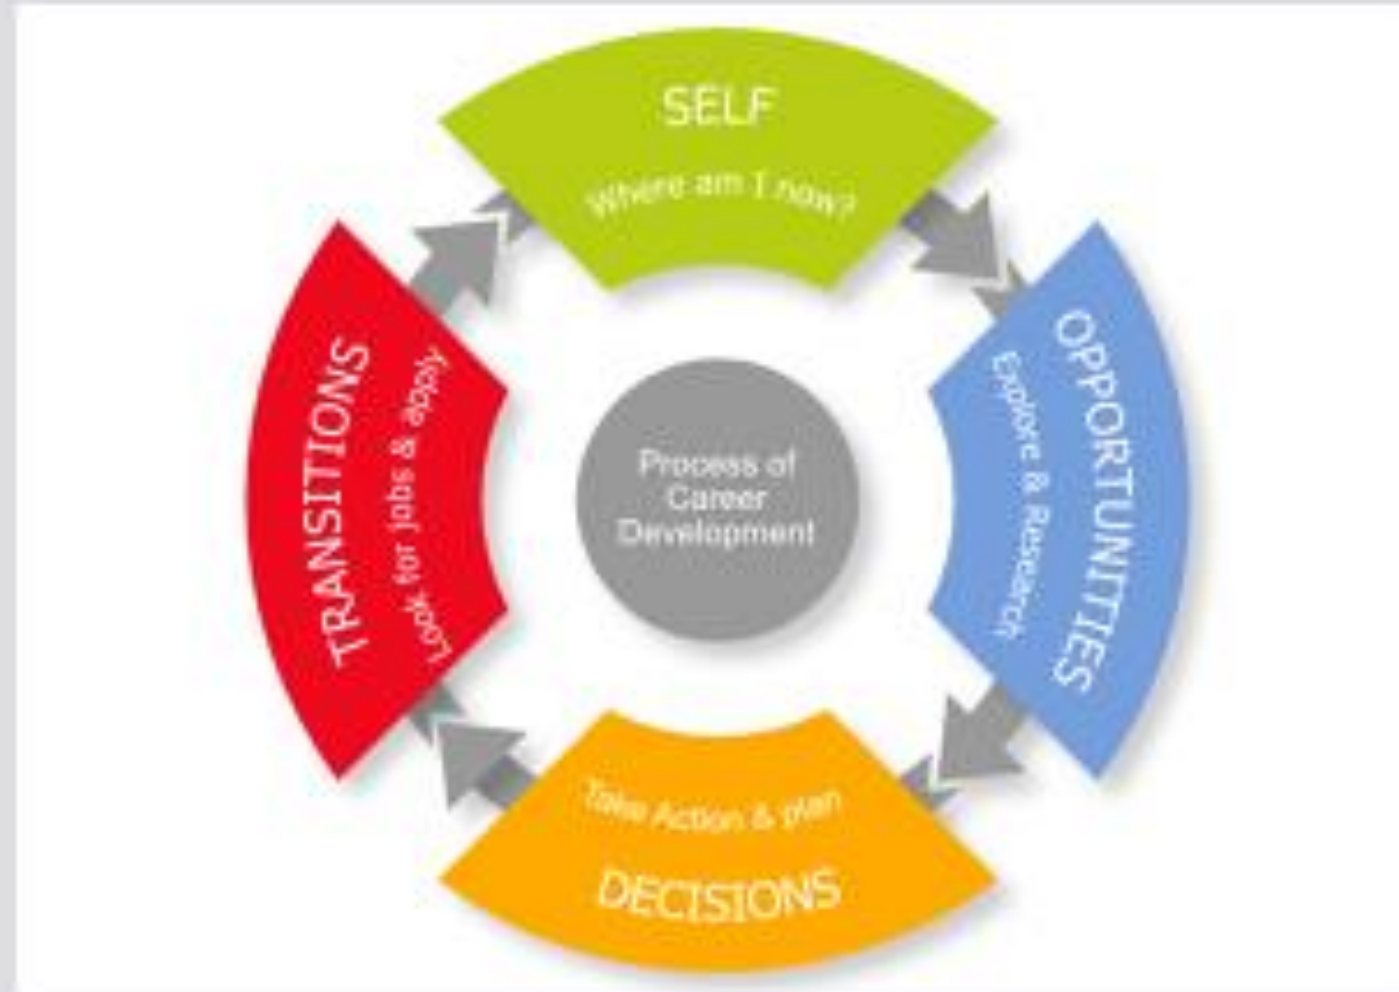 SELF
Where am I now?
OPPORTUNITIES
Explore & Research
Take Action & plan
DECISIONS
TRANSITIONS
Look for jobs & apply
Process of
Career
Development